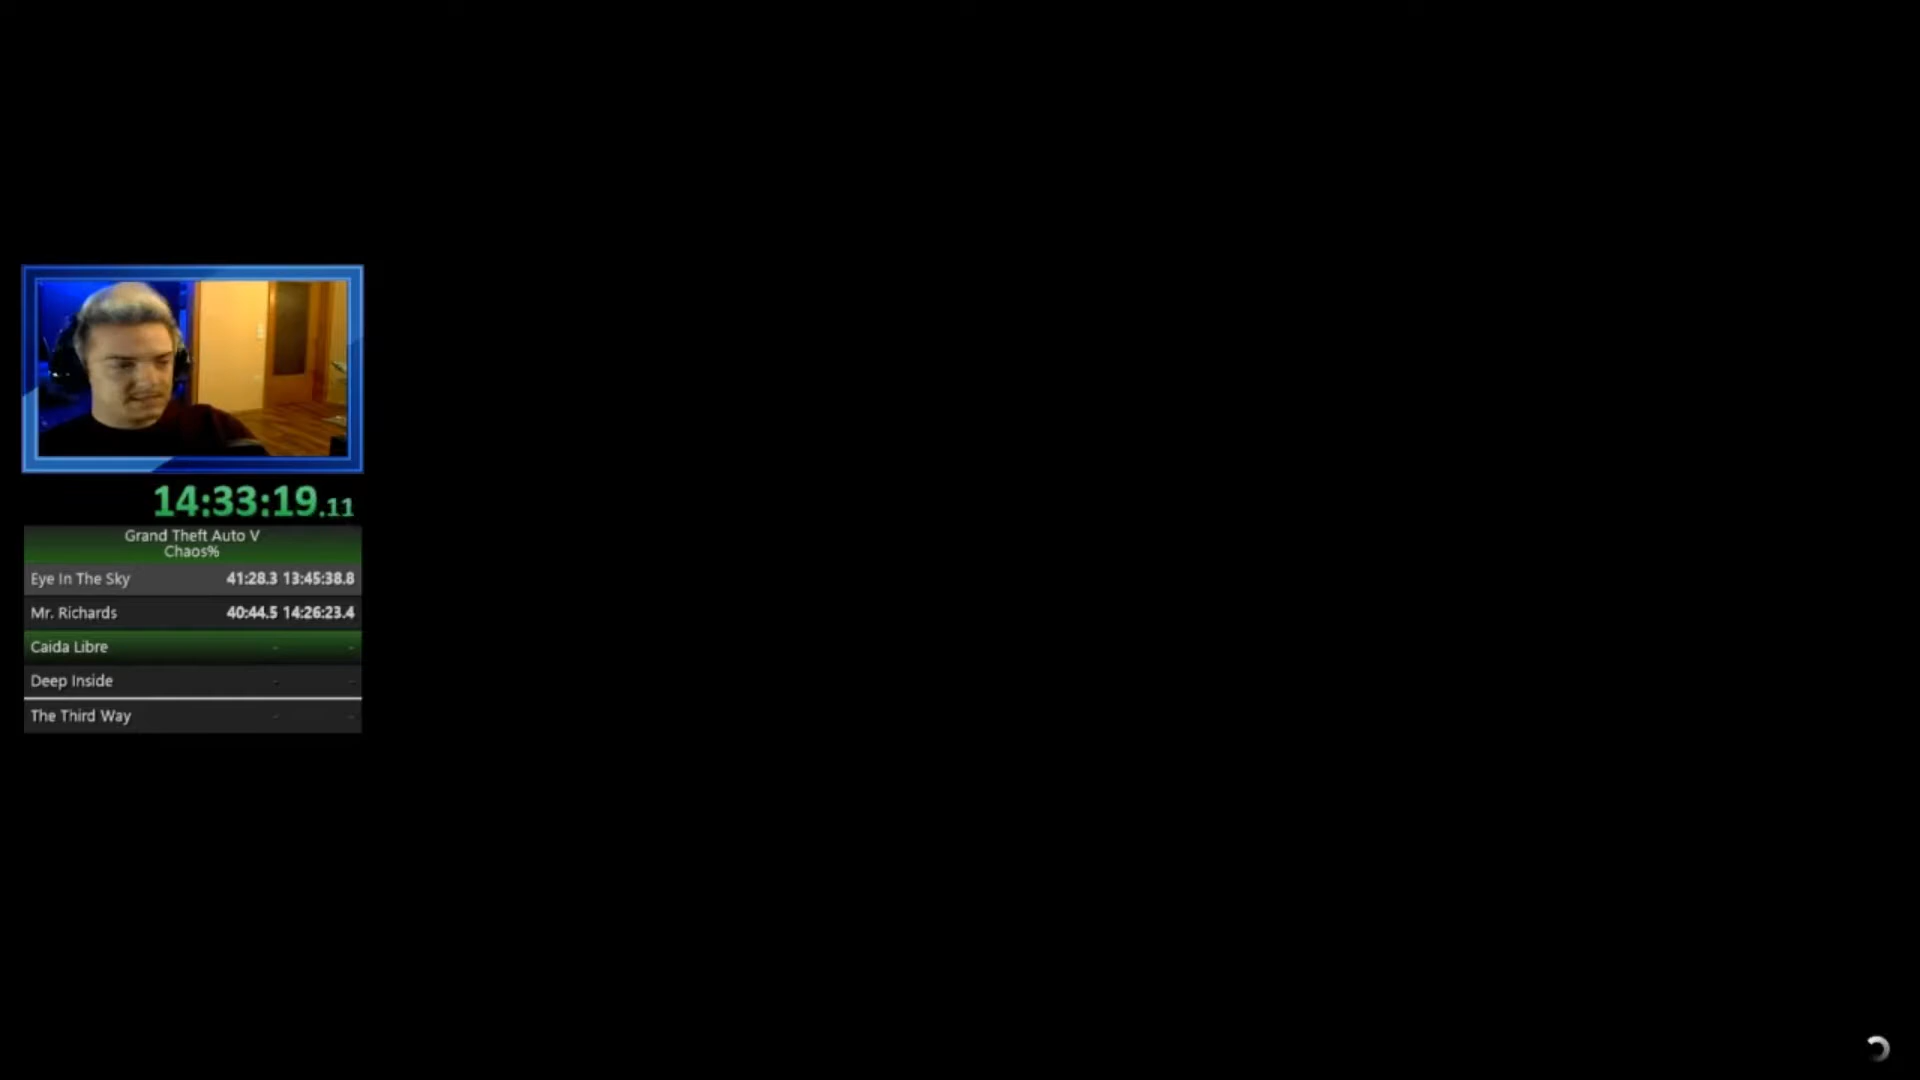 14:33:19.11
Grand Theft Auto V
Chaos%
Eye In The Sky 41:28.3 13:45:38.8
Mr. Richards 40:44.5 14:26:23.4
Caida Libre - -
Deep Inside - -
The Third Way - -